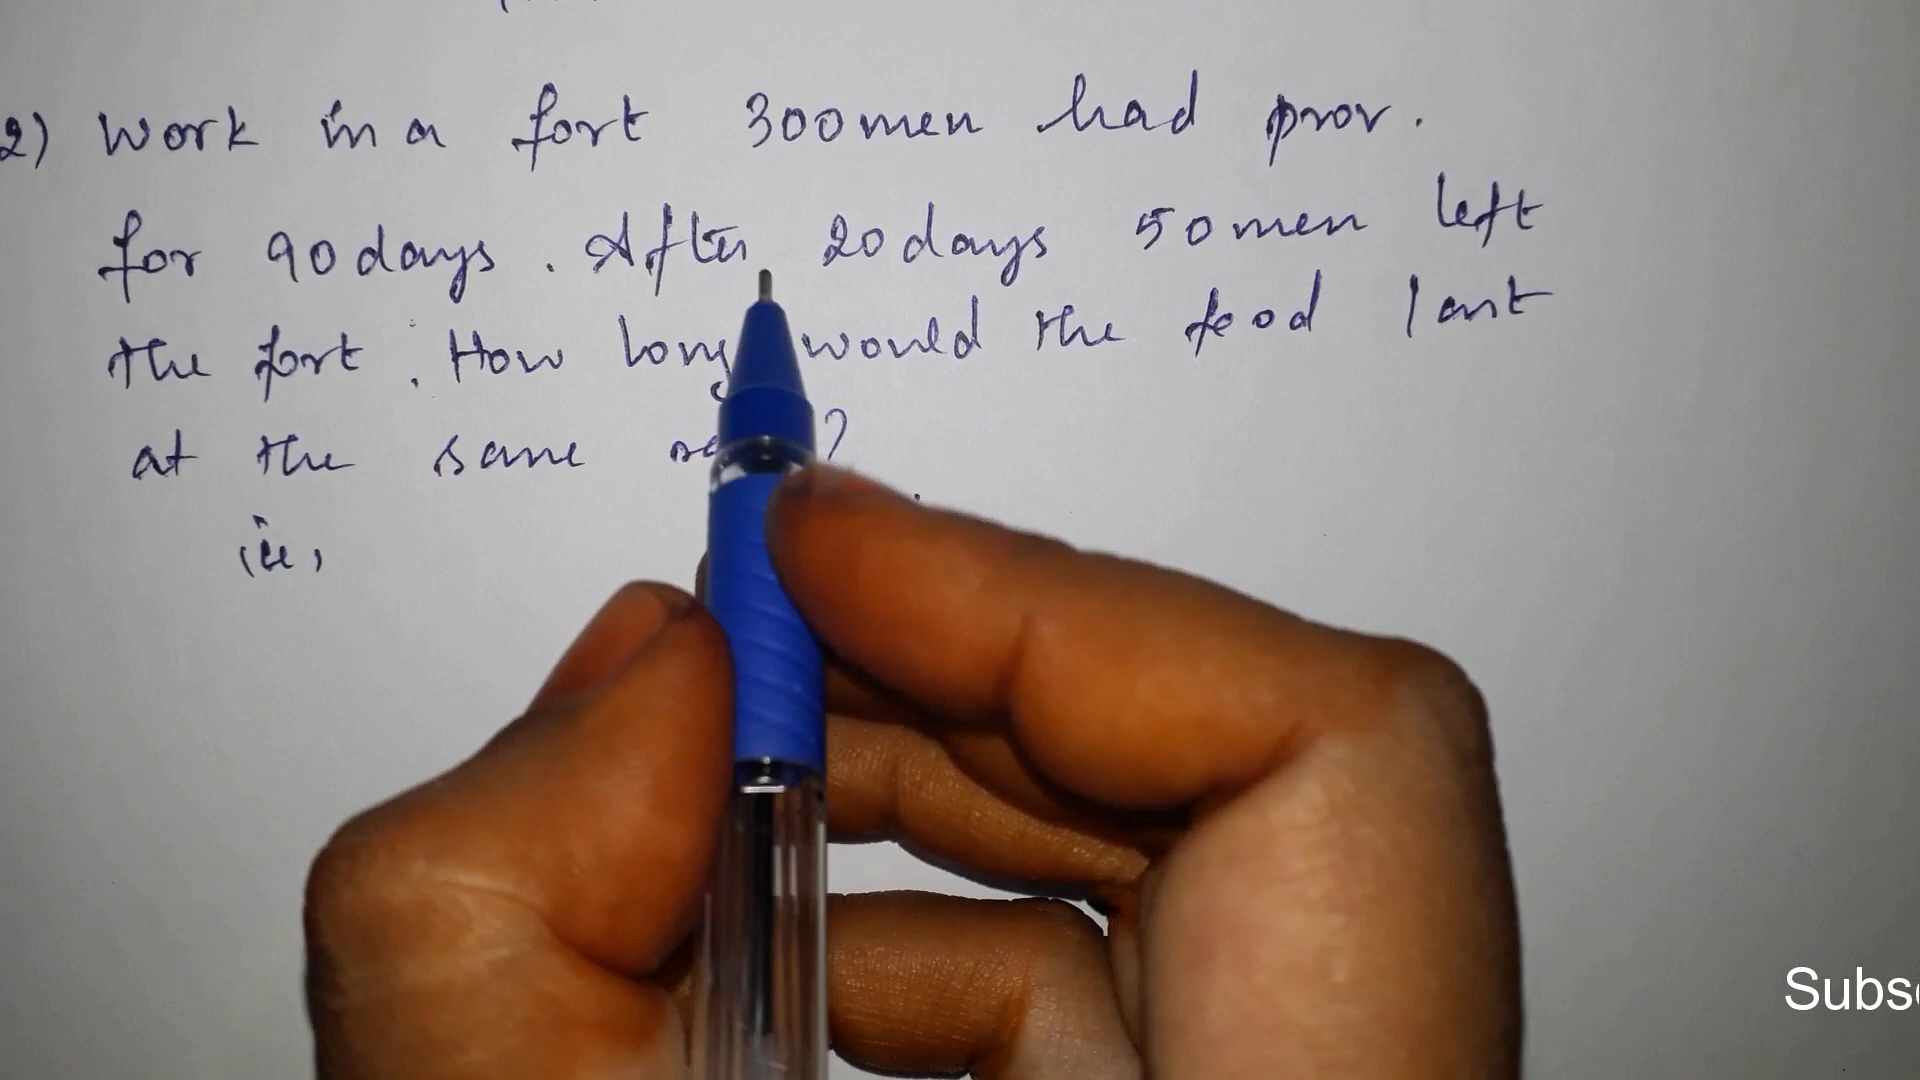 2) Work in a fort 300men had prov.
for 90days. After 20days 50men left
the fort. How long would the food last
at the same ?
ie,
Subs